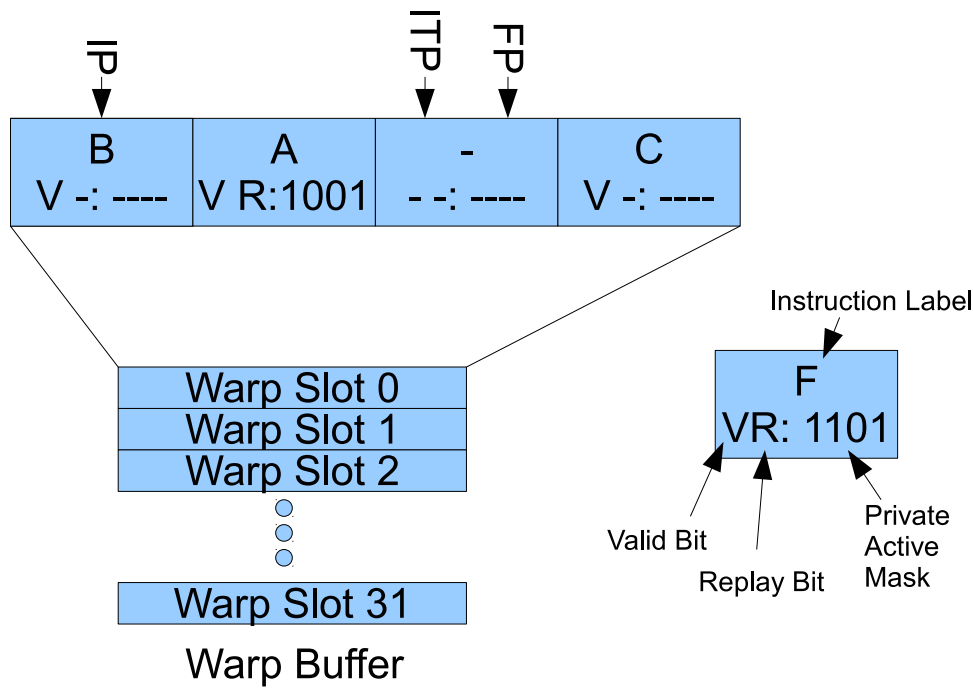 IP
ITP
FP
B
V -: ----
A
V R:1001
-
- -: ----
C
V -: ----
Warp Slot 0
Warp Slot 1
Warp Slot 2
Warp Slot 31
Warp Buffer
Instruction Label
F
VR: 1101
Valid Bit
Replay Bit
Private
Active
Mask